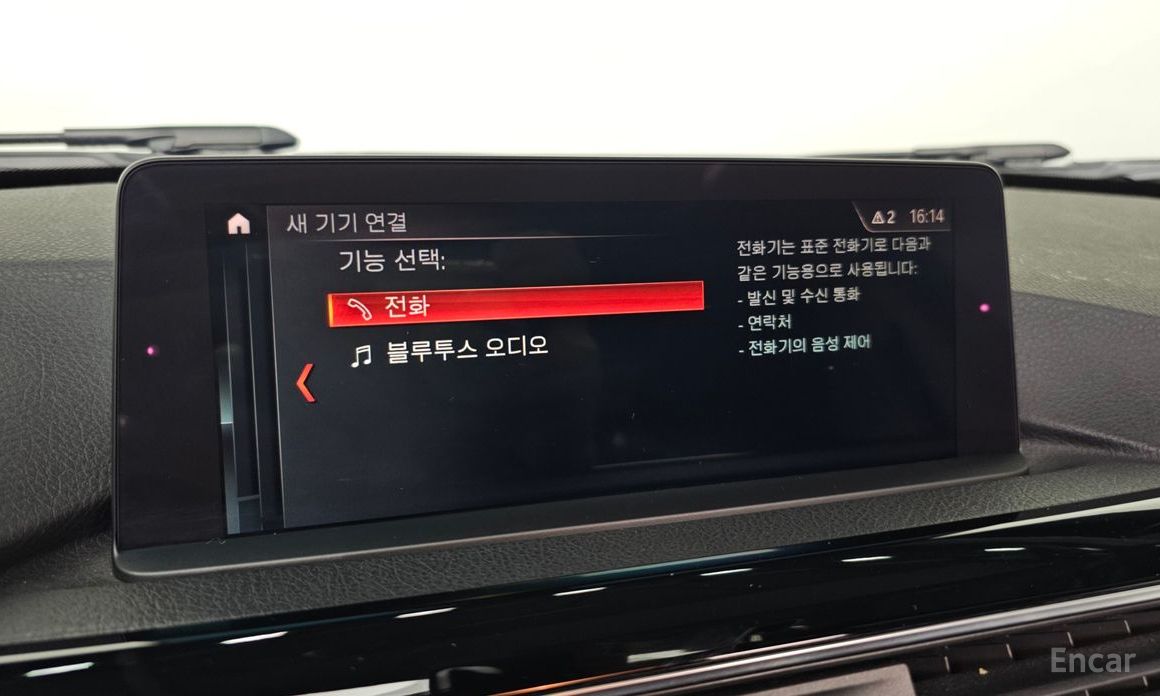 새 기기 연결
2 16:14
기능 선택:
전화
블루투스 오디오
전화기는 표준 전화기로 다음과
같은 기능용으로 사용됩니다:
- 발신 및 수신 통화
- 연락처
- 전화기의 음성 제어
Encar